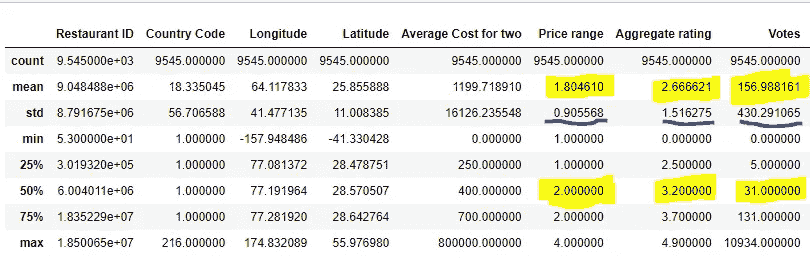 Restaurant ID Country Code Longitude Latitude Average Cost for two Price range Aggregate rating Votes
count 9.545000e+03 9545.000000 9545.000000 9545.000000 9545.000000 9545.000000 9545.000000 9545.000000
mean 9.048488e+06 18.335045 64.117833 25.855888 1199.718910 1.804610 2.666621 156.988161
std 8.791675e+06 56.706588 41.477135 11.008385 16126.235548 0.905568 1.516275 430.291065
min 5.300000e+01 1.000000 -157.948486 -41.330428 0.000000 1.000000 0.000000 0.000000
25% 3.019320e+05 1.000000 77.081372 28.478751 250.000000 1.000000 2.500000 5.000000
50% 6.004011e+06 1.000000 77.191964 28.570507 400.000000 2.000000 3.200000 31.000000
75% 1.835229e+07 1.000000 77.281920 28.642764 700.000000 2.000000 3.700000 131.000000
max 1.850065e+07 216.000000 174.832089 55.976980 800000.000000 4.000000 4.900000 10934.000000